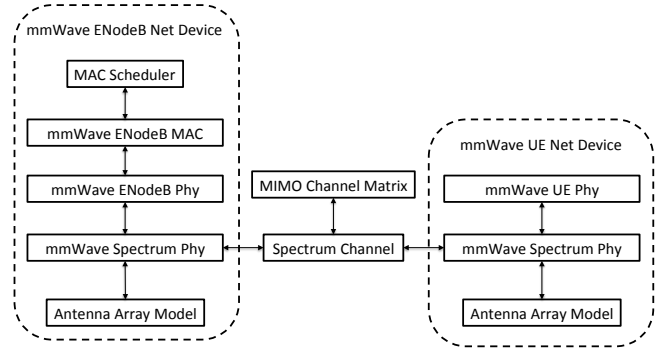 mmWave ENodeB Net Device
MAC Scheduler
mmWave ENodeB MAC
mmWave ENodeB Phy
mmWave Spectrum Phy
Antenna Array Model
MIMO Channel Matrix
Spectrum Channel
mmWave UE Net Device
mmWave UE Phy
mmWave Spectrum Phy
Antenna Array Model